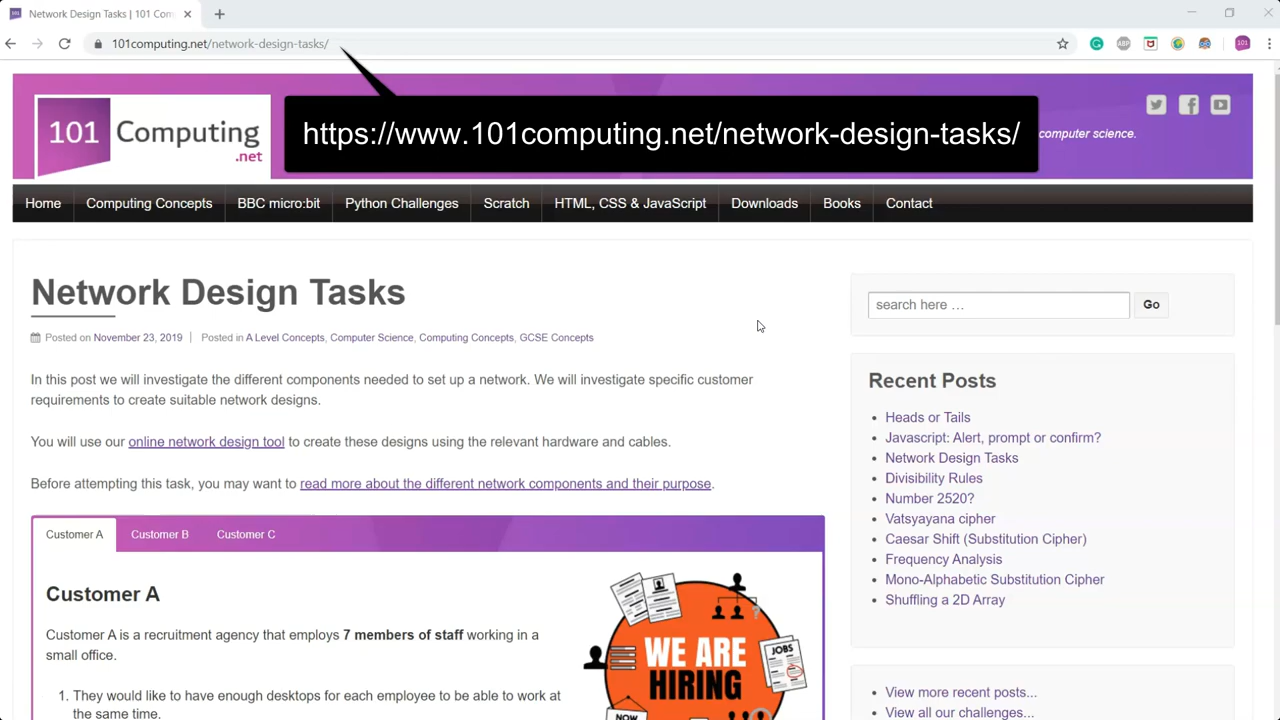 Network Design Tasks | 101 Com
101computing.net/network-design-tasks/
ABP
101
101 Computing
.net
https://www.101computing.net/network-design-tasks/
computer science.
Home Computing Concepts BBC micro:bit Python Challenges Scratch HTML, CSS & JavaScript Downloads Books Contact
Network Design Tasks
Posted on November 23, 2019 | Posted in A Level Concepts, Computer Science, Computing Concepts, GCSE Concepts
In this post we will investigate the different components needed to set up a network. We will investigate specific customer
requirements to create suitable network designs.
You will use our online network design tool to create these designs using the relevant hardware and cables.
Before attempting this task, you may want to read more about the different network components and their purpose.
Customer A Customer B Customer C
Customer A
Customer A is a recruitment agency that employs 7 members of staff working in a
small office.
1. They would like to have enough desktops for each employee to be able to work at
the same time.
WE ARE
HIRING
JOBS
NOW
search here …
Go
Recent Posts
Heads or Tails
Javascript: Alert, prompt or confirm?
Network Design Tasks
Divisibility Rules
Number 2520?
Vatsyayana cipher
Caesar Shift (Substitution Cipher)
Frequency Analysis
Mono-Alphabetic Substitution Cipher
Shuffling a 2D Array
View more recent posts...
View all our challenges...